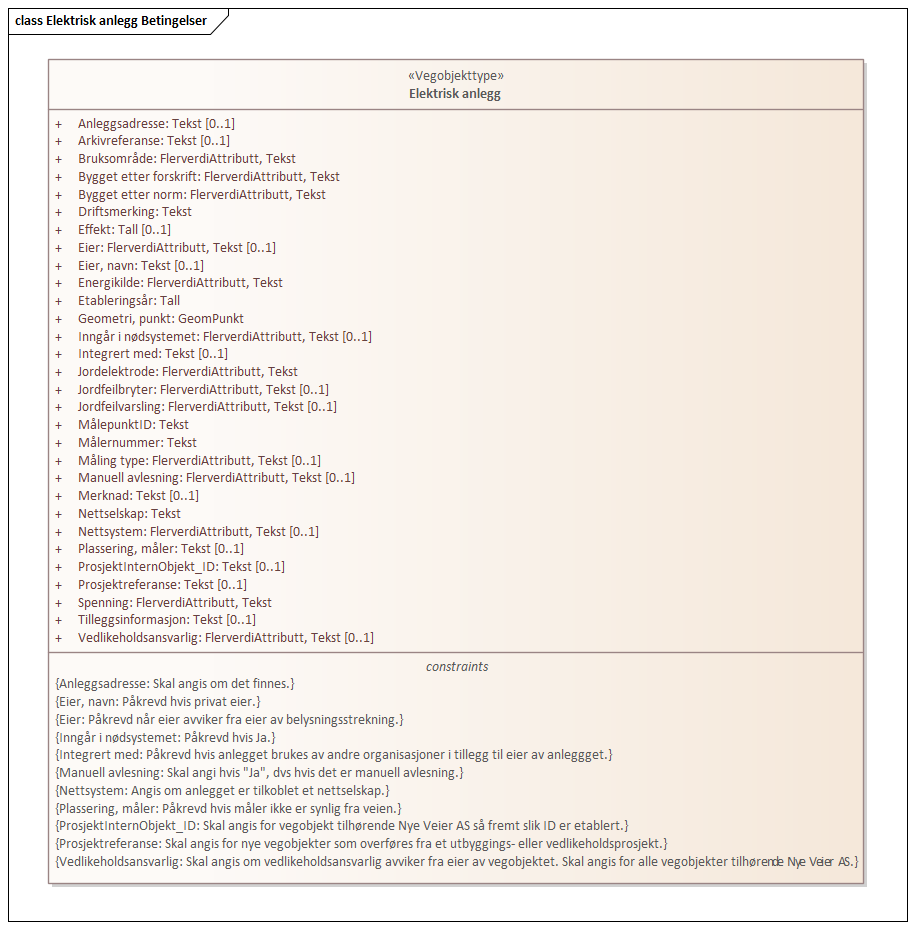 class Elektrisk anlegg Betingelser
«Vegobjekttype»
Elektrisk anlegg
+ Anleggsadresse: Tekst [0..1]
+ Arkivreferanse: Tekst [0..1]
+ Bruksområde: FlerverdiAttributt, Tekst
+ Bygget etter forskrift: FlerverdiAttributt, Tekst
+ Bygget etter norm: FlerverdiAttributt, Tekst
+ Driftsmerking: Tekst
+ Effekt: Tall [0..1]
+ Eier: FlerverdiAttributt, Tekst [0..1]
+ Eier, navn: Tekst [0..1]
+ Energikilde: FlerverdiAttributt, Tekst
+ Etableringsår: Tall
+ Geometri, punkt: GeomPunkt
+ Inngår i nødsystemet: FlerverdiAttributt, Tekst [0..1]
+ Integrert med: Tekst [0..1]
+ Jordelektrode: FlerverdiAttributt, Tekst
+ Jordfeilbryter: FlerverdiAttributt, Tekst [0..1]
+ Jordfeilvarsling: FlerverdiAttributt, Tekst [0..1]
+ MålepunktID: Tekst
+ Målernummer: Tekst
+ Måling type: FlerverdiAttributt, Tekst [0..1]
+ Manuell avlesning: FlerverdiAttributt, Tekst [0..1]
+ Merknad: Tekst [0..1]
+ Nettselskap: Tekst
+ Nettsystem: FlerverdiAttributt, Tekst [0..1]
+ Plassering, måler: Tekst [0..1]
+ ProsjektInternObjekt_ID: Tekst [0..1]
+ Prosjektreferanse: Tekst [0..1]
+ Spenning: FlerverdiAttributt, Tekst
+ Tilleggsinformasjon: Tekst [0..1]
+ Vedlikeholdsansvarlig: FlerverdiAttributt, Tekst [0..1]
constraints
{Anleggsadresse: Skal angis om det finnes.}
{Eier, navn: Påkrevd hvis privat eier.}
{Eier: Påkrevd når eier avviker fra eier av belysningsstrekning.}
{Inngår i nødsystemet: Påkrevd hvis Ja.}
{Integrert med: Påkrevd hvis anlegget brukes av andre organisasjoner i tillegg til eier av anleggget.}
{Manuell avlesning: Skal angi hvis "Ja", dvs hvis det er manuell avlesning.}
{Nettsystem: Angis om anlegget er tilkoblet et nettselskap.}
{Plassering, måler: Påkrevd hvis måler ikke er synlig fra veien.}
{ProsjektInternObjekt_ID: Skal angis for vegobjekt tilhørende Nye Veier AS så fremt slik ID er etablert.}
{Prosjektreferanse: Skal angis for nye vegobjekter som overføres fra et utbyggings- eller vedlikeholdsprosjekt.}
{Vedlikeholdsansvarlig: Skal angis om vedlikeholdsansvarlig avviker fra eier av vegobjektet. Skal angis for alle vegobjekter tilhørende Nye Veier AS.}